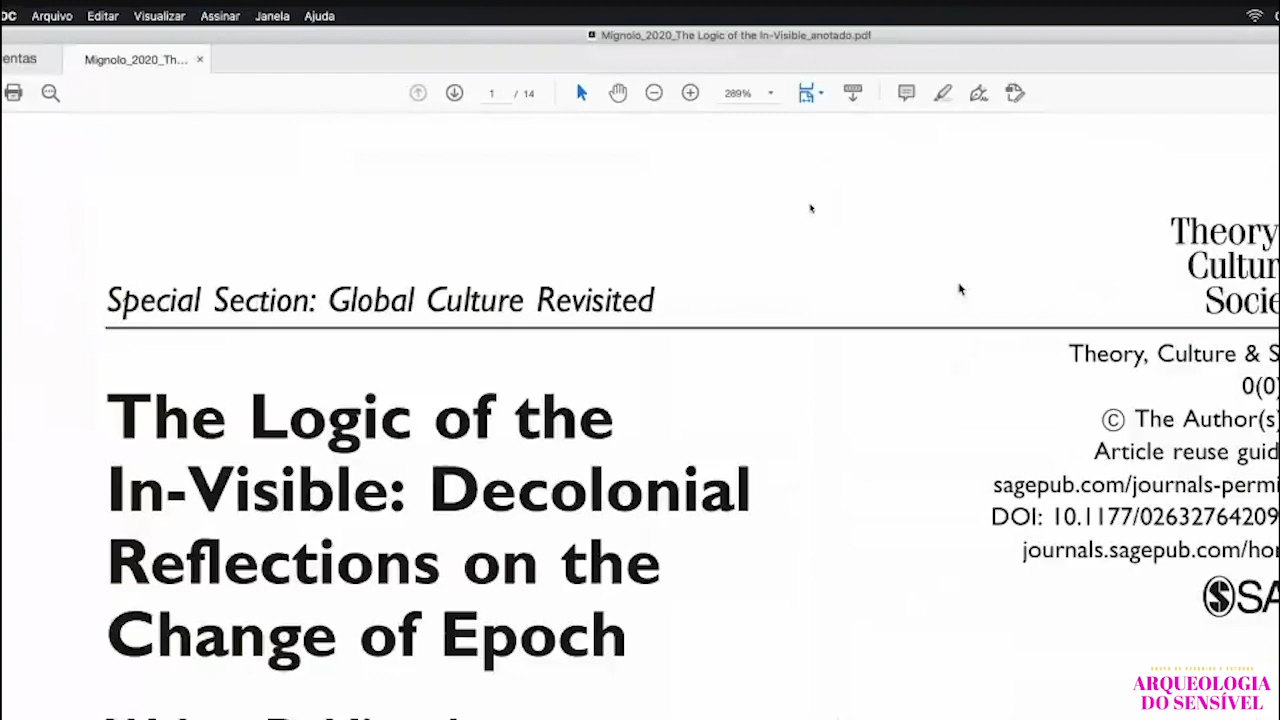 DC Arquivo Editar Visualizar Assinar Janela Ajuda
Mignolo_2020_The Logic of the In-Visible_anotado.pdf
entas Mignolo_2020_Th... ×
1 / 14 289%
Special Section: Global Culture Revisited
Theory
Cultur
Socie
Theory, Culture & S
0(0)
© The Author(s)
Article reuse guid
sagepub.com/journals-permi
DOI: 10.1177/02632764209
journals.sagepub.com/ho
SA
The Logic of the
In-Visible: Decolonial
Reflections on the
Change of Epoch
ARQUEOLOGIA
DO SENSÍVEL